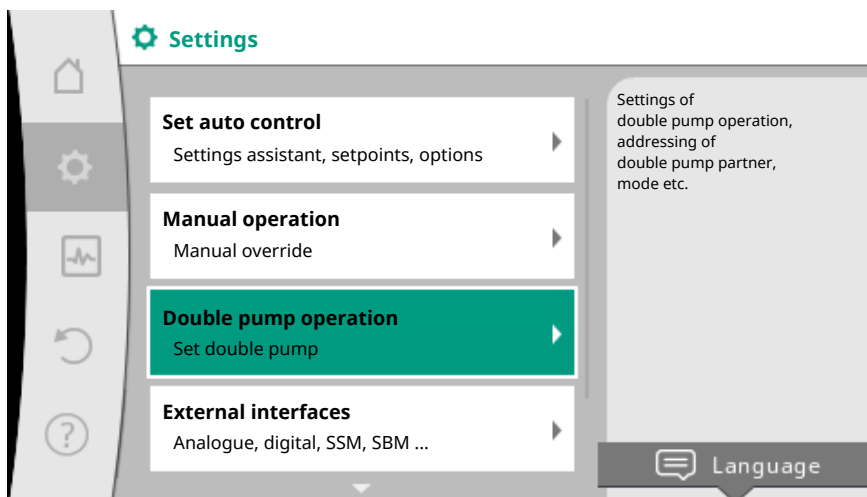 Settings
Set auto control
Settings assistant, setpoints, options
Manual operation
Manual override
Double pump operation
Set double pump
External interfaces
Analogue, digital, SSM, SBM ...
Settings of
double pump operation,
addressing of
double pump partner,
mode etc.
?
Language